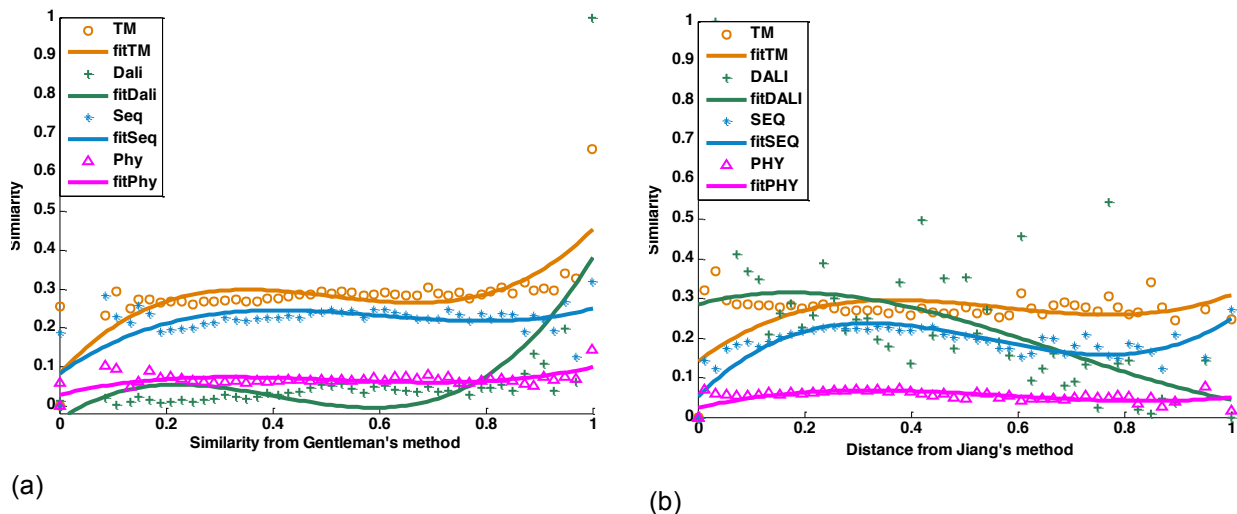 1
0.9
0.8
0.7
0.6
0.5
0.4
0.3
0.2
0.1
0
Similarity
TM
fitTM
Dali
fitDali
Seq
fitSeq
Phy
fitPhy
0 0.2 0.4 0.6 0.8 1
Similarity from Gentleman's method
(a)
1
0.9
0.8
0.7
0.6
0.5
0.4
0.3
0.2
0.1
0
Similarity
TM
fitTM
DALI
fitDALI
SEQ
fitSEQ
PHY
fitPHY
0 0.2 0.4 0.6 0.8 1
Distance from Jiang's method
(b)